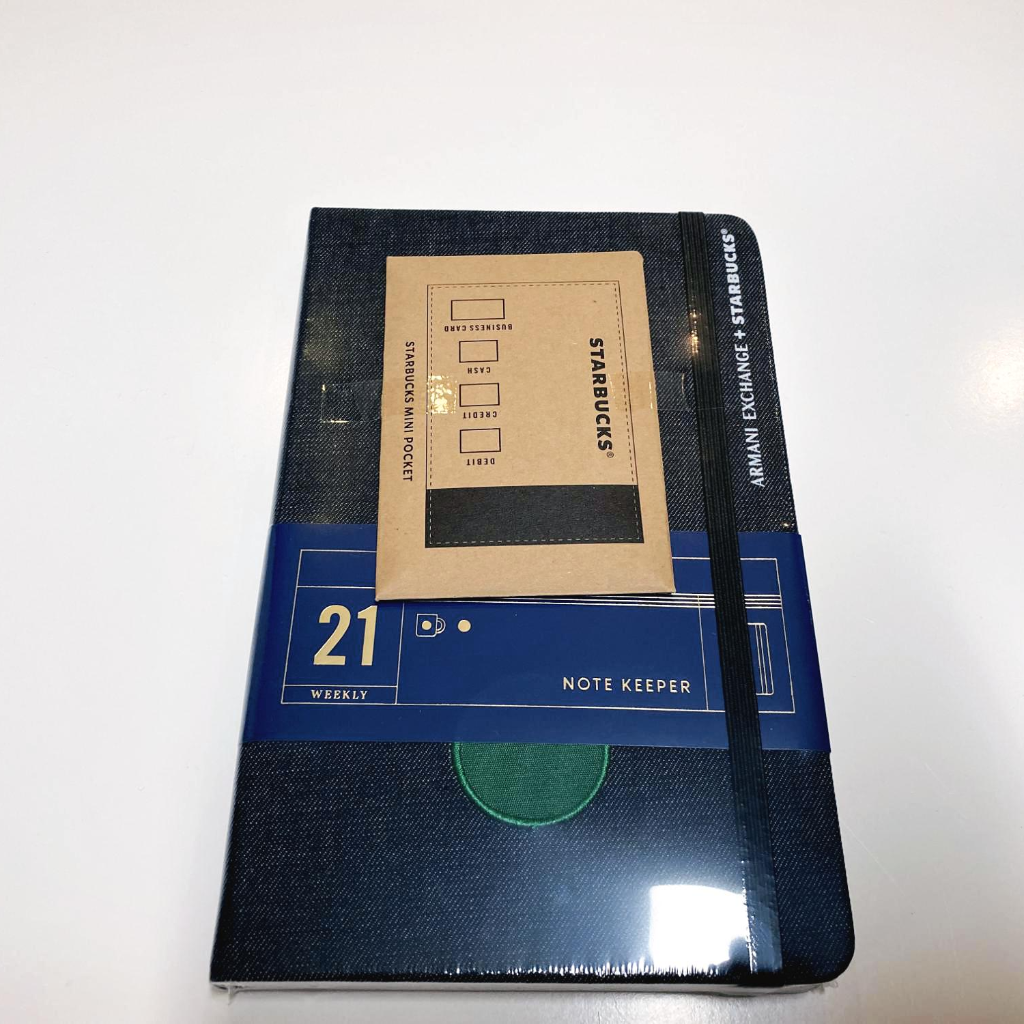 ARMANI EXCHANGE + STARBUCKS®
STARBUCKS®
BUSINESS CARD
CASH
CREDIT
DEBIT
STARBUCKS MINI POCKET
21
WEEKLY
NOTE KEEPER